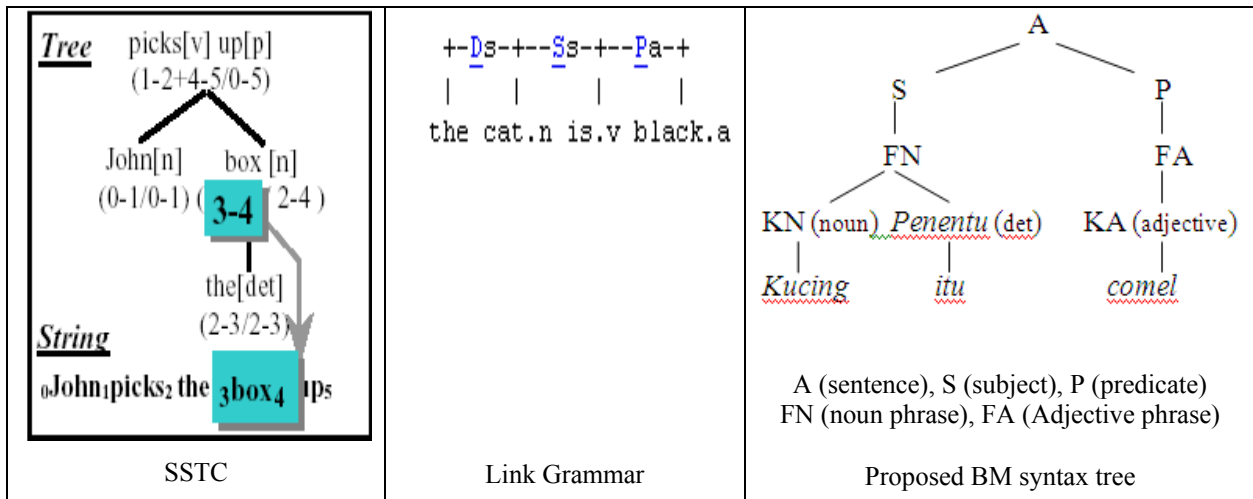 Tree picks[v] up[p]
(1-2+4-5/0-5)
John[n] box [n]
(0-1/0-1) ( 3-4 2-4 )
the[det]
(2-3/2-3)
String
0John1picks2 the 3box4 up5
SSTC
+-Ds-+--Ss-+--Pa-+
| | | |
the cat.n is.v black.a
Link Grammar
A
S P
FN FA
KN (noun) Penentu (det) KA (adjective)
Kucing itu comel
A (sentence), S (subject), P (predicate)
FN (noun phrase), FA (Adjective phrase)
Proposed BM syntax tree